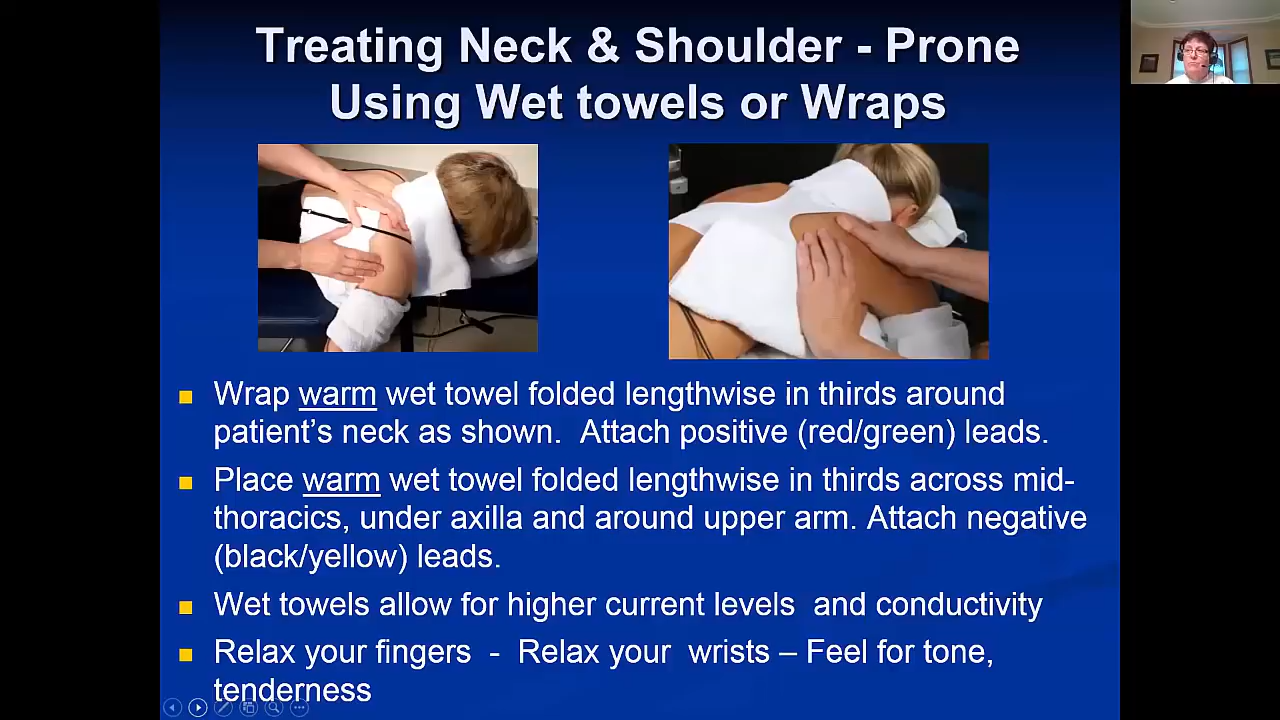 Treating Neck & Shoulder - Prone
Using Wet towels or Wraps
Wrap warm wet towel folded lengthwise in thirds around
patient’s neck as shown.  Attach positive (red/green) leads.
Place warm wet towel folded lengthwise in thirds across mid-
thoracics, under axilla and around upper arm. Attach negative
(black/yellow) leads.
Wet towels allow for higher current levels  and conductivity
Relax your fingers  -  Relax your  wrists – Feel for tone,
tenderness